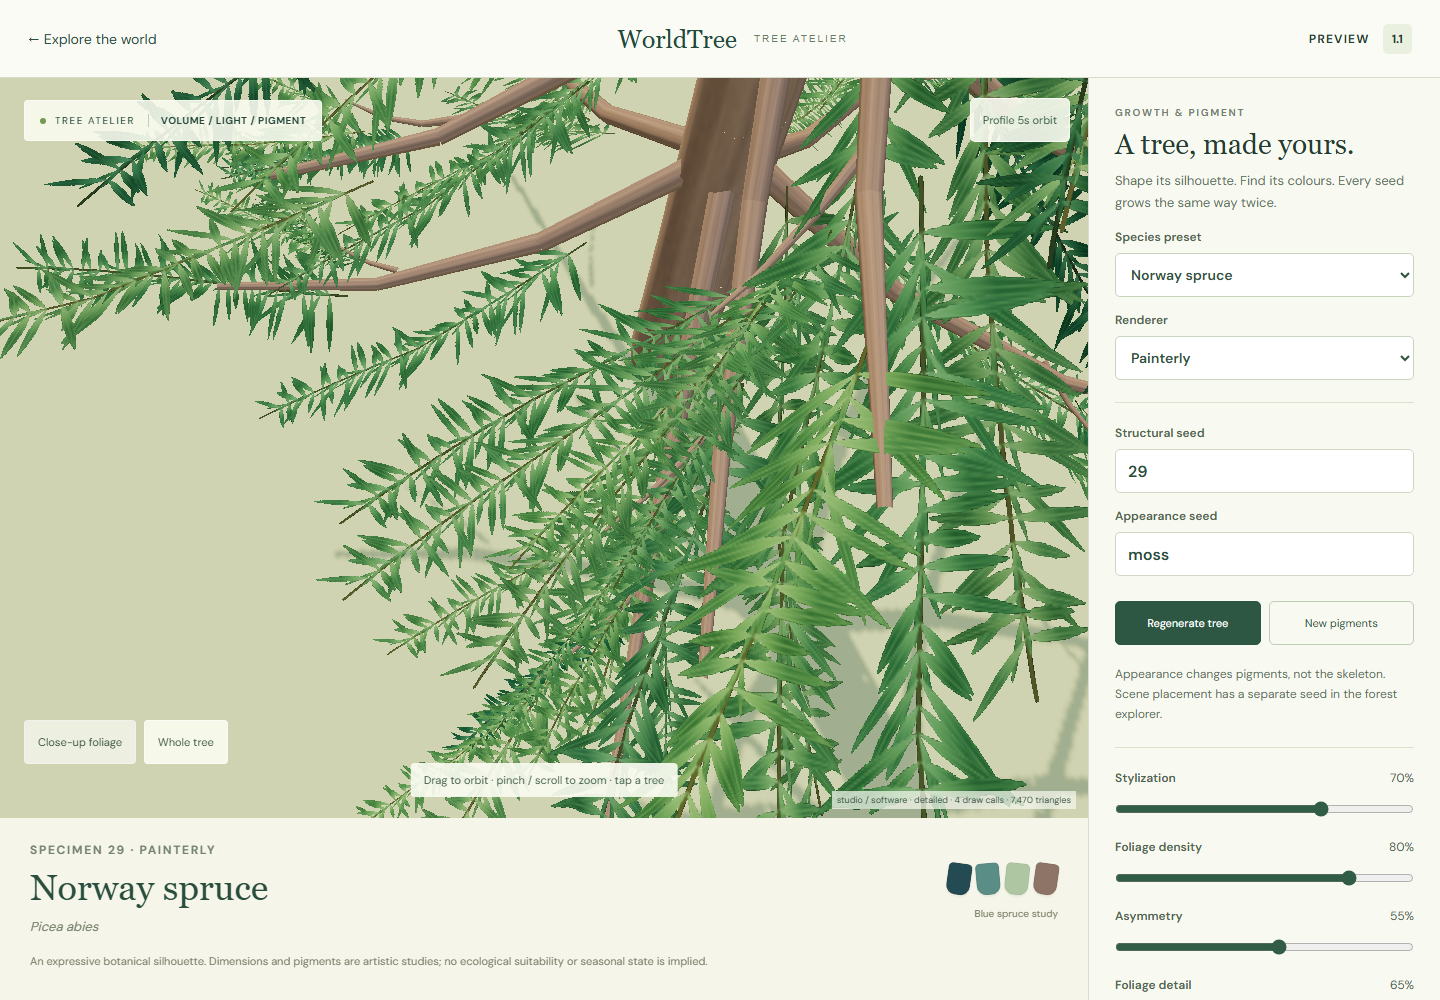 ← Explore the world
WorldTree
TREE ATELIER
PREVIEW
1.1
TREE ATELIER
VOLUME / LIGHT / PIGMENT
Profile 5s orbit
Close-up foliage
Whole tree
Drag to orbit · pinch / scroll to zoom · tap a tree
studio / software · detailed · 4 draw calls · 7,470 triangles
SPECIMEN 29 · PAINTERLY
Norway spruce
Picea abies
An expressive botanical silhouette. Dimensions and pigments are artistic studies; no ecological suitability or seasonal state is implied.
Blue spruce study
GROWTH & PIGMENT
A tree, made yours.
Shape its silhouette. Find its colours. Every seed
grows the same way twice.
Species preset
Norway spruce
Renderer
Painterly
Structural seed
29
Appearance seed
moss
Regenerate tree
New pigments
Appearance changes pigments, not the skeleton.
Scene placement has a separate seed in the forest
explorer.
Stylization
70%
Foliage density
80%
Asymmetry
55%
Foliage detail
65%